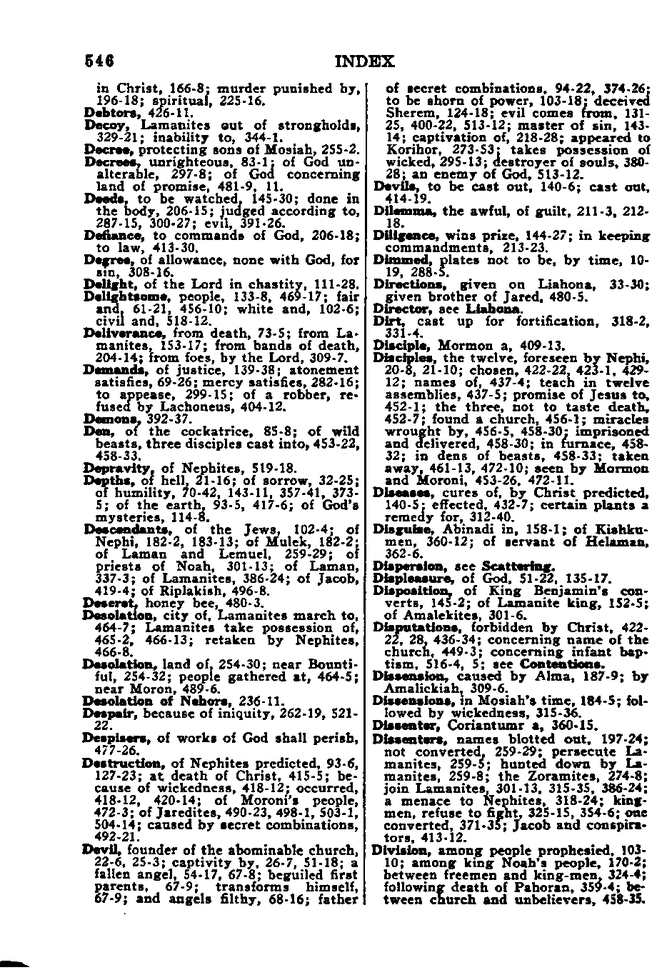 546
INDEX
in Christ, 166-8; murder punished by,
196-18; spiritual, 225-16.
Debtors, 426-11.
Decoy, Lamanites out of strongholds,
329-21; inability to, 344-1.
Decree, protecting sons of Mosiah, 255-2.
Decrees, unrighteous, 83-1; of God un-
alterable, 297-8; of God concerning
land of promise, 481-9, 11.
Deeds, to be watched, 145-30; done in
the body, 206-15; judged according to,
287-15, 300-27; evil, 391-26.
Defiance, to commands of God, 206-18;
to law, 413-30.
Degree, of allowance, none with God, for
sin, 308-16.
Delight, of the Lord in chastity, 111-28.
Delightsome, people, 133-8, 469-17; fair
and, 61-21, 456-10; white and, 102-6;
civil and, 518-12.
Deliverance, from death, 73-5; from La-
manites, 153-17; from bands of death,
204-14; from foes, by the Lord, 309-7.
Demands, of justice, 139-38; atonement
satisfies, 69-26; mercy satisfies, 282-16;
to appease, 299-15; of a robber, re-
fused by Lachoneus, 404-12.
Demons, 392-37.
Den, of the cockatrice, 85-8; of wild
beasts, three disciples cast into, 453-22,
458-33.
Depravity, of Nephites, 519-18.
Depths, of hell, 21-16; of sorrow, 32-25;
of humility, 70-42, 143-11, 357-41, 373-
5; of the earth, 93-5, 417-6; of God's
mysteries, 114-8.
Descendants, of the Jews, 102-4; of
Nephi, 182-2, 183-13; of Mulek, 182-2;
of Laman and Lemuel, 259-29; of
priests of Noah, 301-13; of Laman,
337-3; of Lamanites, 386-24; of Jacob,
419-4; of Riplakish, 496-8.
Deseret, honey bee, 480-3.
Desolation, city of, Lamanites march to,
464-7; Lamanites take possession of,
465-2, 466-13; retaken by Nephites,
466-8.
Desolation, land of, 254-30; near Bounti-
ful, 254-32; people gathered at, 464-5;
near Moron, 489-6.
Desolation of Nehors, 236-11.
Despair, because of iniquity, 262-19, 521-
22.
Despisers, of works of God shall perish,
477-26.
Destruction, of Nephites predicted, 93-6,
127-23; at death of Christ, 415-5; be-
cause of wickedness, 418-12; occurred,
418-12, 420-14; of Moroni's people,
472-3; of Jaredites, 490-23, 498-1, 503-1,
504-14; caused by secret combinations,
492-21.
Devil, founder of the abominable church,
22-6, 25-3; captivity by, 26-7, 51-18; a
fallen angel, 54-17, 67-8; beguiled first
parents, 67-9; transforms himself,
67-9; and angels filthy, 68-16; father
of secret combinations, 94-22, 374-26;
to be shorn of power, 103-18; deceived
Sherem, 124-18; evil comes from, 131-
25, 400-22, 513-12; master of sin, 143-
14; captivation of, 218-28; appeared to
Korihor, 273-53; takes possession of
wicked, 295-13; destroyer of souls, 380-
28; an enemy of God, 513-12.
Devils, to be cast out, 140-6; cast out,
414-19.
Dilemma, the awful, of guilt, 211-3, 212-
18.
Diligence, wins prize, 144-27; in keeping
commandments, 213-23.
Dimmed, plates not to be, by time, 10-
19, 288-5.
Directions, given on Liahona, 33-30;
given brother of Jared, 480-5.
Director, see Liahona.
Dirt, cast up for fortification, 318-2,
331-4.
Disciple, Mormon a, 409-13.
Disciples, the twelve, foreseen by Nephi,
20-8, 21-10; chosen, 422-22, 423-1, 429-
12; names of, 437-4; teach in twelve
assemblies, 437-5; promise of Jesus to,
452-1; the three, not to taste death,
452-7; found a church, 456-1; miracles
wrought by, 456-5, 458-30; imprisoned
and delivered, 458-30; in furnace, 458-
32; in dens of beasts, 458-33; taken
away, 461-13, 472-10; seen by Mormon
and Moroni, 453-26, 472-11.
Diseases, cures of, by Christ predicted,
140-5; effected, 432-7; certain plants a
remedy for, 312-40.
Disguise, Abinadi in, 158-1; of Kishku-
men, 360-12; of servant of Helaman,
362-6.
Dispersion, see Scattering.
Displeasure, of God, 51-22, 135-17.
Disposition, of King Benjamin's con-
verts, 145-2; of Lamanite king, 152-5;
of Amalekites, 301-6.
Disputations, forbidden by Christ, 422-
22, 28, 436-34; concerning name of the
church, 449-3; concerning infant bap-
tism, 516-4, 5; see Contentions.
Dissension, caused by Alma, 187-9; by
Amalickiah, 309-6.
Dissensions, in Mosiah's time, 184-5; fol-
lowed by wickedness, 315-36.
Dissenter, Coriantumr a, 360-15.
Dissenters, names blotted out, 197-24;
not converted, 259-29; persecute La-
manites, 259-5; hunted down by La-
manites, 259-8; the Zoramites, 274-8;
join Lamanites, 301-13, 315-35, 386-24;
a menace to Nephites, 318-24; king-
men, refuse to fight, 325-15, 354-6; one
converted, 371-35; Jacob and conspira-
tors, 413-12.
Division, among people prophesied, 103-
10; among king Noah's people, 170-2;
between freemen and king-men, 324-4;
following death of Pahoran, 359-4; be-
tween church and unbelievers, 458-35.